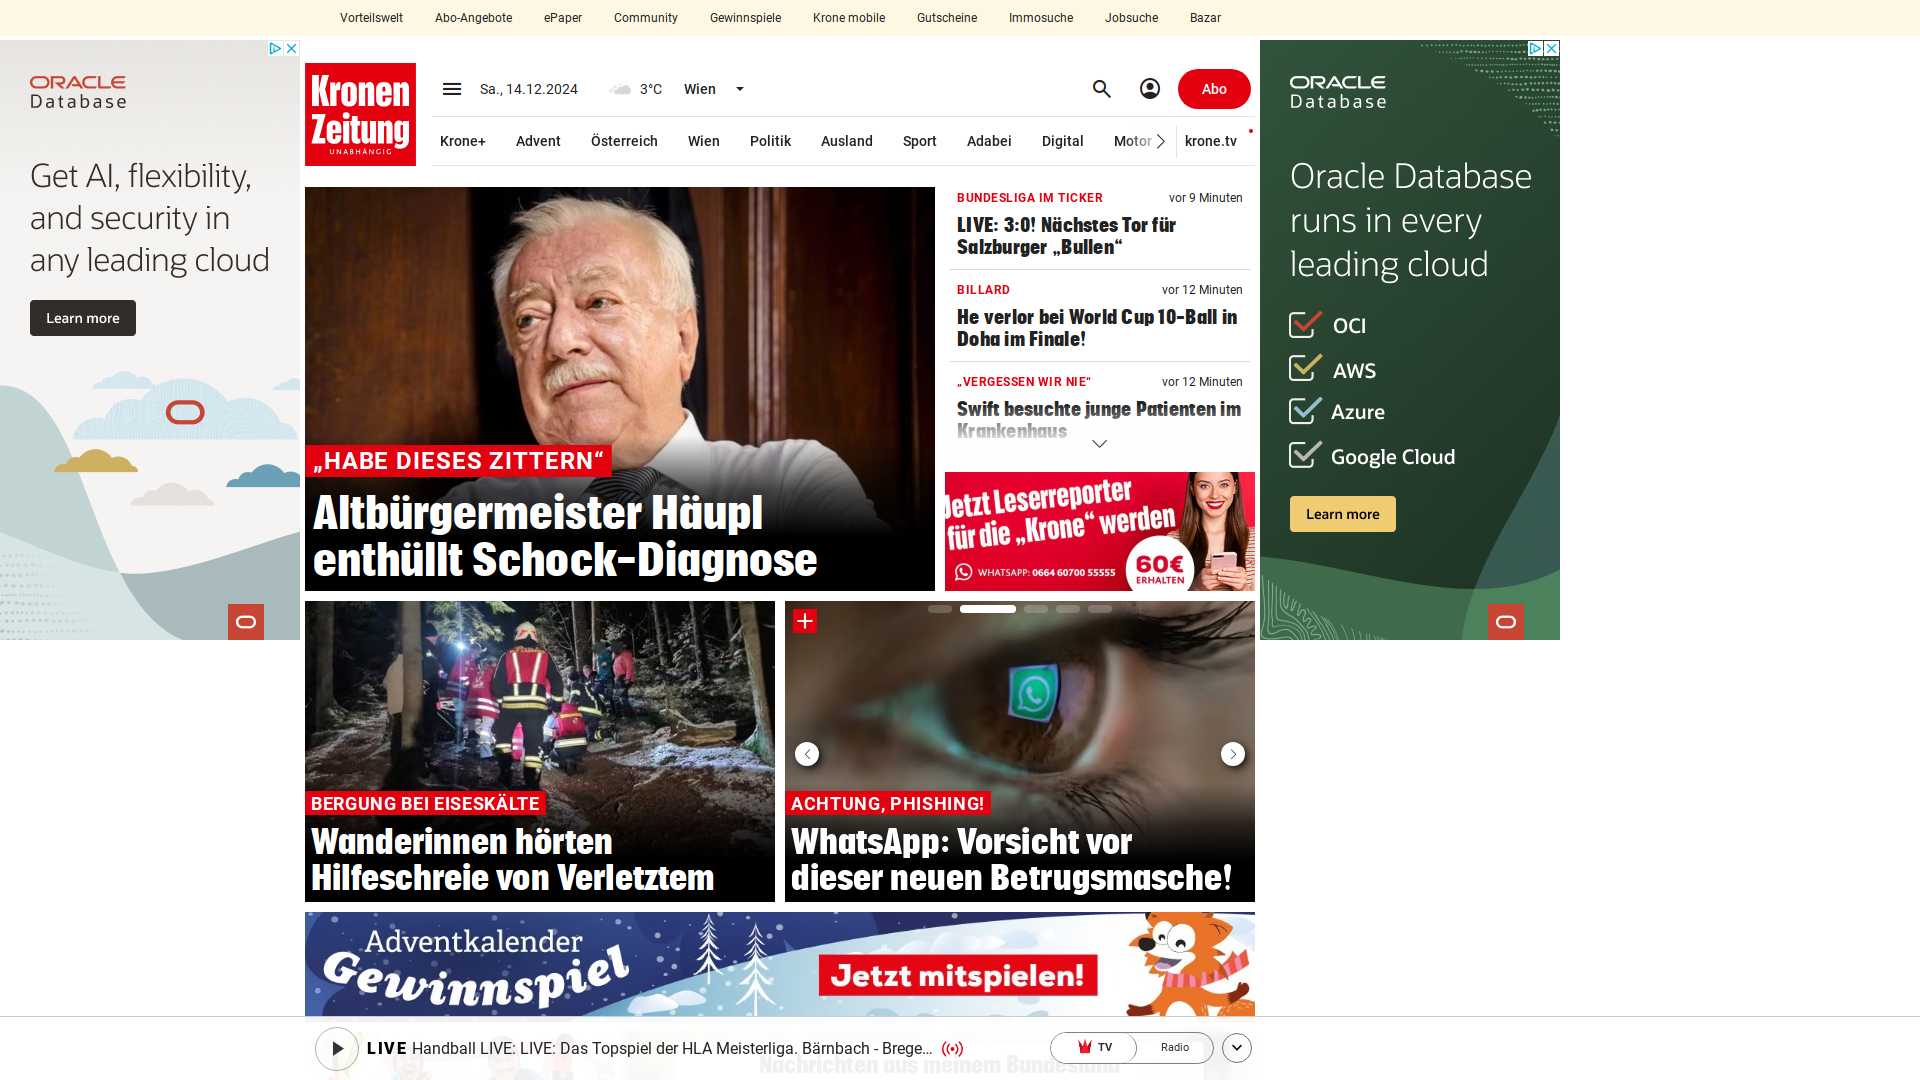 Vorteilswelt
Abo-Angebote
ePaper
Community
Gewinnspiele
Krone mobile
Gutscheine
Immosuche
Jobsuche
Bazar
ORACLE
Database
Get AI, flexibility,
and security in
any leading cloud
Learn more
Kronen
Zeitung
UNABHÄNGIG
Sa., 14.12.2024
3°C
Wien
Abo
Krone+
Advent
Österreich
Wien
Politik
Ausland
Sport
Adabei
Digital
Motor
krone.tv
„HABE DIESES ZITTERN“
Altbürgermeister Häupl
enthüllt Schock-Diagnose
BUNDESLIGA IM TICKER
vor 9 Minuten
LIVE: 3:0! Nächstes Tor für
Salzburger „Bullen“
BILLARD
vor 12 Minuten
He verlor bei World Cup 10-Ball in
Doha im Finale!
„VERGESSEN WIR NIE“
vor 12 Minuten
Swift besuchte junge Patienten im
Krankenhaus
Jetzt Leserreporter
für die „Krone“ werden
WHATSAPP: 0664 60700 55555
60€
ERHALTEN
BERGUNG BEI EISESKÄLTE
Wanderinnen hörten
Hilfeschreie von Verletztem
ACHTUNG, PHISHING!
WhatsApp: Vorsicht vor
dieser neuen Betrugsmasche!
Adventkalender
Gewinnspiel
Jetzt mitspielen!
LIVE Handball LIVE: LIVE: Das Topspiel der HLA Meisterliga. Bärnbach - Brege...
TV
Radio
Nachrichten aus meinem Bundesland
ORACLE
Database
Oracle Database
runs in every
leading cloud
OCI
AWS
Azure
Google Cloud
Learn more